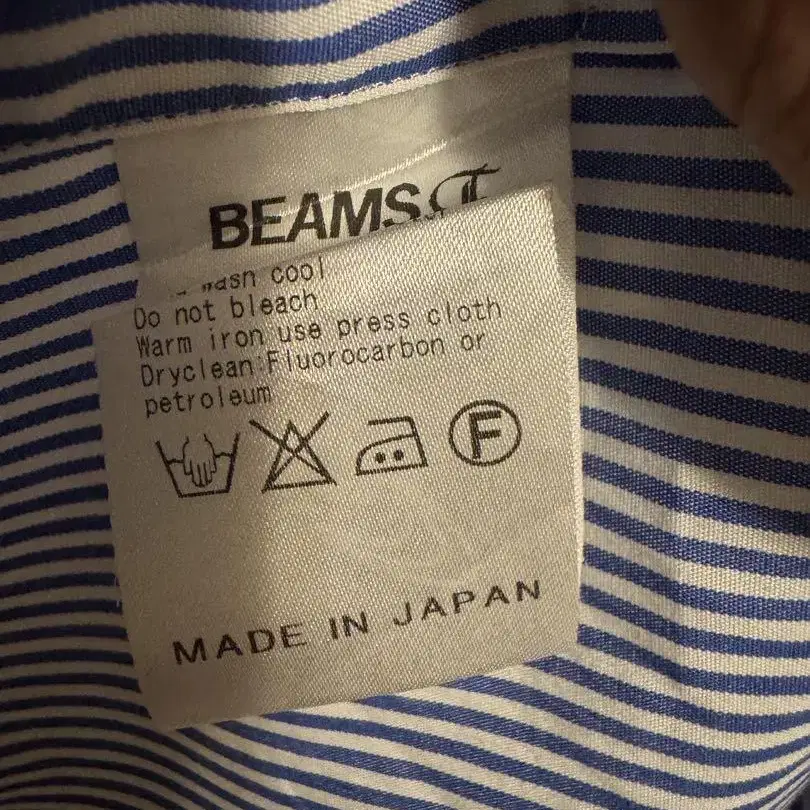 BEAMS T
wash cool
Do not bleach
Warm iron use press cloth
Dryclean:Fluorocarbon or
petroleum
F
MADE IN JAPAN